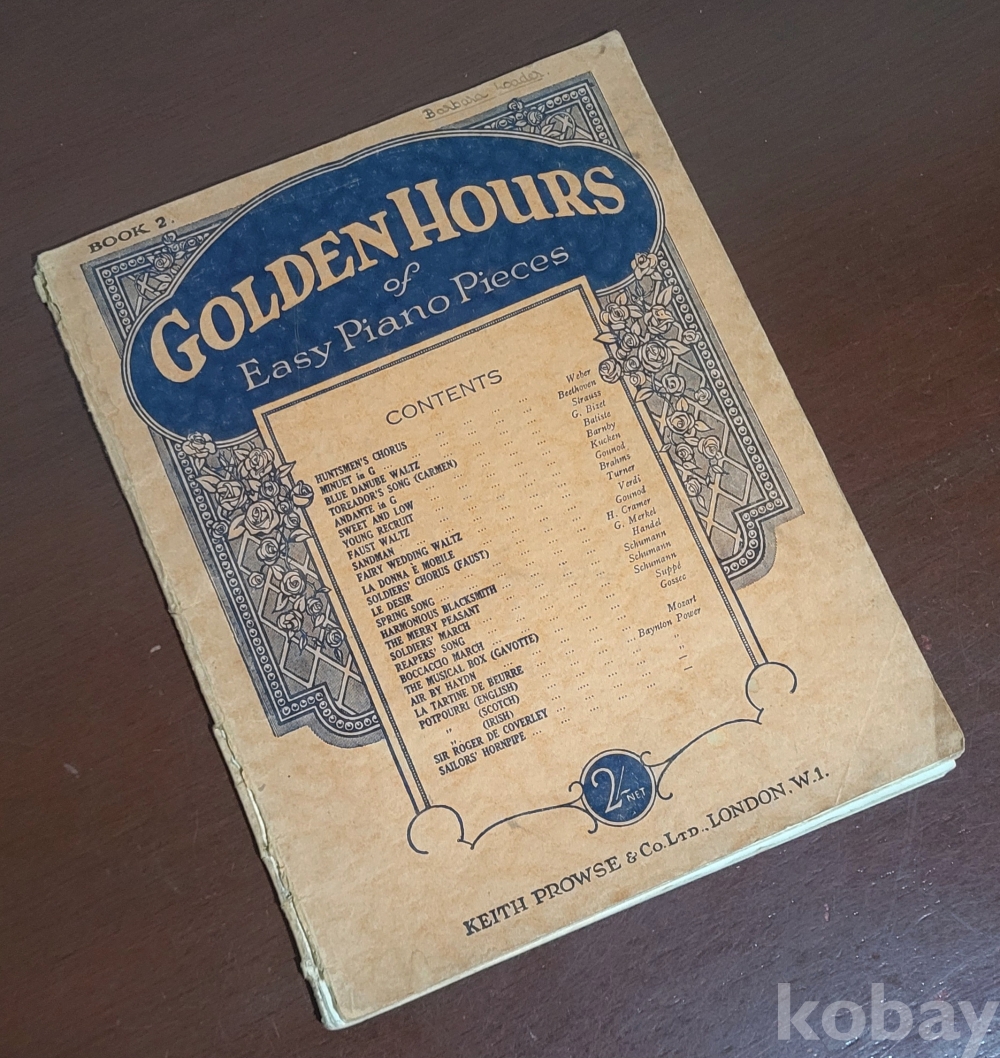 Barbara Loader.
BOOK 2.
GOLDEN HOURS
of
Easy Piano Pieces
CONTENTS
HUNTSMEN'S CHORUS ... ... ... ... Weber
MINUET in G ... ... ... ... Beethoven
BLUE DANUBE WALTZ ... ... ... Strauss
TOREADOR'S SONG (CARMEN) ... ... G. Bizet
ANDANTE in G ... ... ... ... Batiste
SWEET AND LOW ... ... ... ... Barnby
YOUNG RECRUIT ... ... ... ... Kucken
FAUST WALTZ ... ... ... ... Gounod
SANDMAN ... ... ... ... Brahms
FAIRY WEDDING WALTZ ... ... ... Turner
LA DONNA È MOBILE ... ... ... Verdi
SOLDIERS' CHORUS (FAUST) ... ... Gounod
LE DESIR ... ... ... ... H. Cramer
SPRING SONG ... ... ... ... G. Merkel
HARMONIOUS BLACKSMITH ... ... Handel
THE MERRY PEASANT ... ... ... Schumann
SOLDIERS' MARCH ... ... ... Schumann
REAPERS' SONG ... ... ... Schumann
BOCCACCIO MARCH ... ... ... Suppé
THE MUSICAL BOX (GAVOTTE) ... ... Gossec
AIR BY HAYDN ... ... ...
LA TARTINE DE BEURRE ... ... ... Mozart
POTPOURRI (ENGLISH) ... ... ... Baynton Power
" (SCOTCH) ... ... ... "
" (IRISH) ... ... ... "
SIR ROGER DE COVERLEY ... ...
SAILORS' HORNPIPE ... ...
2/- NET
KEITH PROWSE & CO. LTD., LONDON. W.1.
kobay